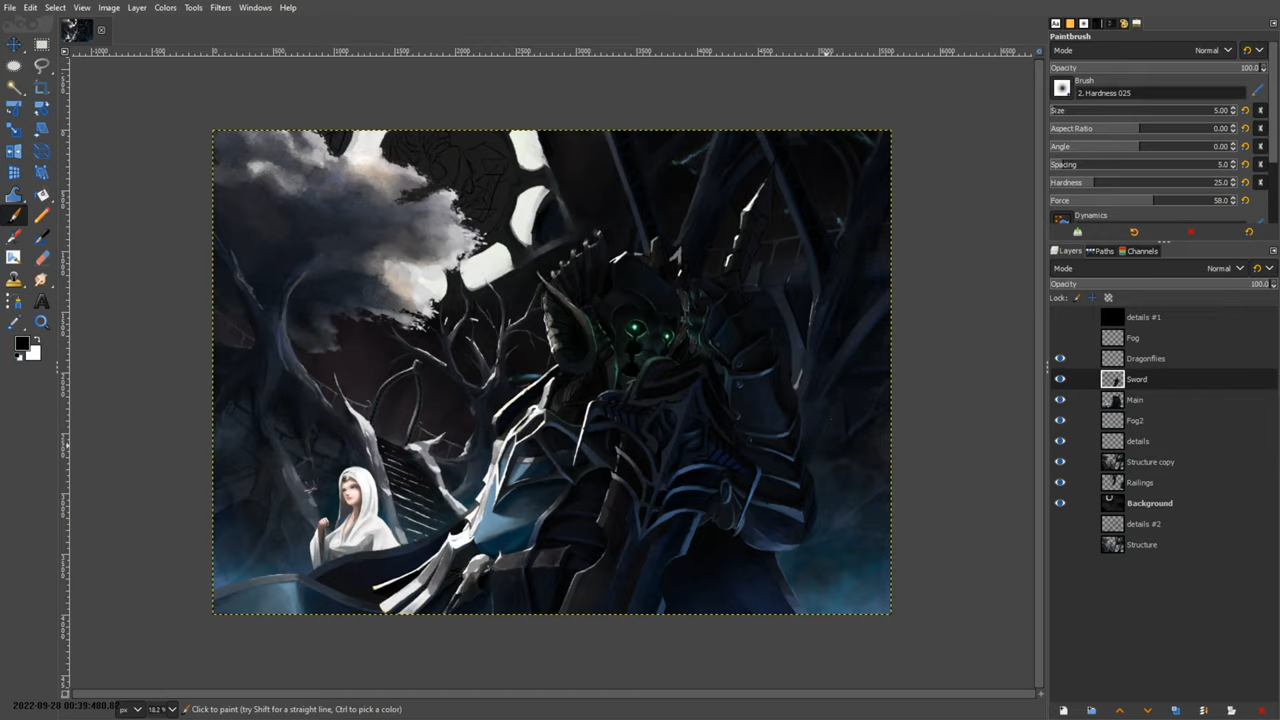 File Edit Select View Image Layer Colors Tools Filters Windows Help
Paintbrush
Mode Normal
Opacity 100.0
Brush
2. Hardness 025
Size 5.00
Aspect Ratio 0.00
Angle 0.00
Spacing 5.0
Hardness 25.0
Force 58.0
Dynamics
Layers Paths Channels
Mode Normal
Opacity 100.0
Lock:
details #1
Fog
Dragonflies
Sword
Main
Fog2
details
Structure copy
Railings
Background
details #2
Structure
px 18.2 % Click to paint (try Shift for a straight line, Ctrl to pick a color)